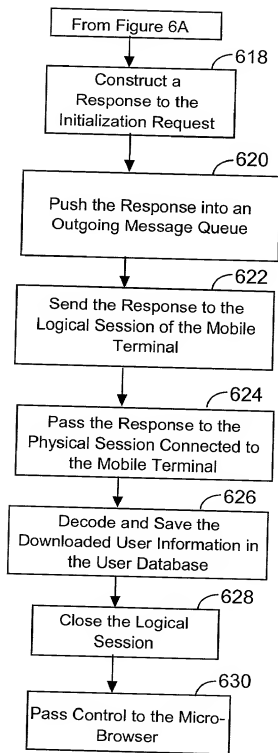 From Figure 6A
618
Construct a
Response to the
Initialization Request
620
Push the Response into an
Outgoing Message Queue
622
Send the Response to the
Logical Session of the Mobile
Terminal
624
Pass the Response to the
Physical Session Connected to
the Mobile Terminal
626
Decode and Save the
Downloaded User Information in
the User Database
628
Close the Logical
Session
630
Pass Control to the Micro-
Browser